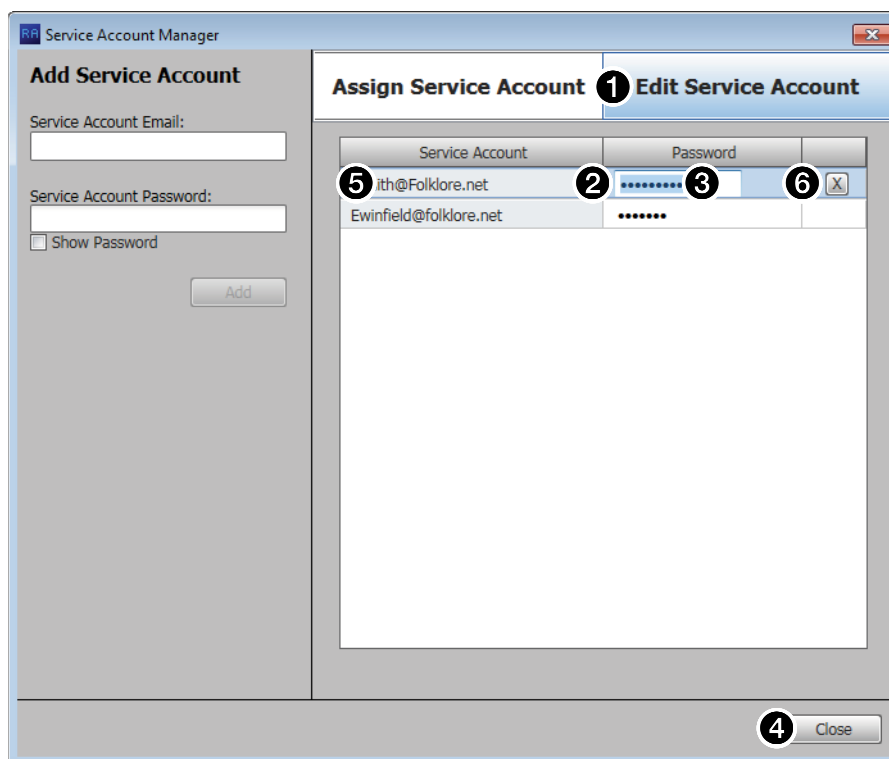 RA Service Account Manager
Add Service Account
Service Account Email:
Service Account Password:
Show Password
Add
Assign Service Account 1 Edit Service Account
Service Account Password
5 ith@Folklore.net 2 ••••••••• 3 6 X
Ewinfield@folklore.net •••••••
4 Close